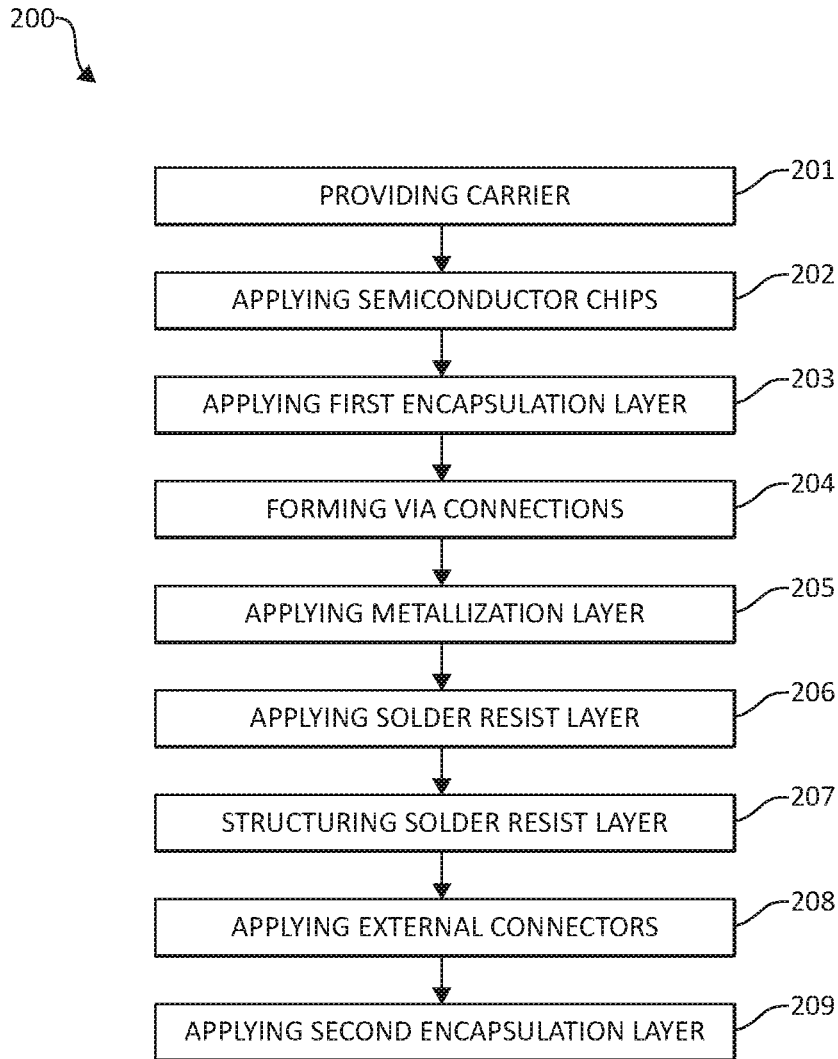 200
201
PROVIDING CARRIER
202
APPLYING SEMICONDUCTOR CHIPS
203
APPLYING FIRST ENCAPSULATION LAYER
204
FORMING VIA CONNECTIONS
205
APPLYING METALLIZATION LAYER
206
APPLYING SOLDER RESIST LAYER
207
STRUCTURING SOLDER RESIST LAYER
208
APPLYING EXTERNAL CONNECTORS
209
APPLYING SECOND ENCAPSULATION LAYER